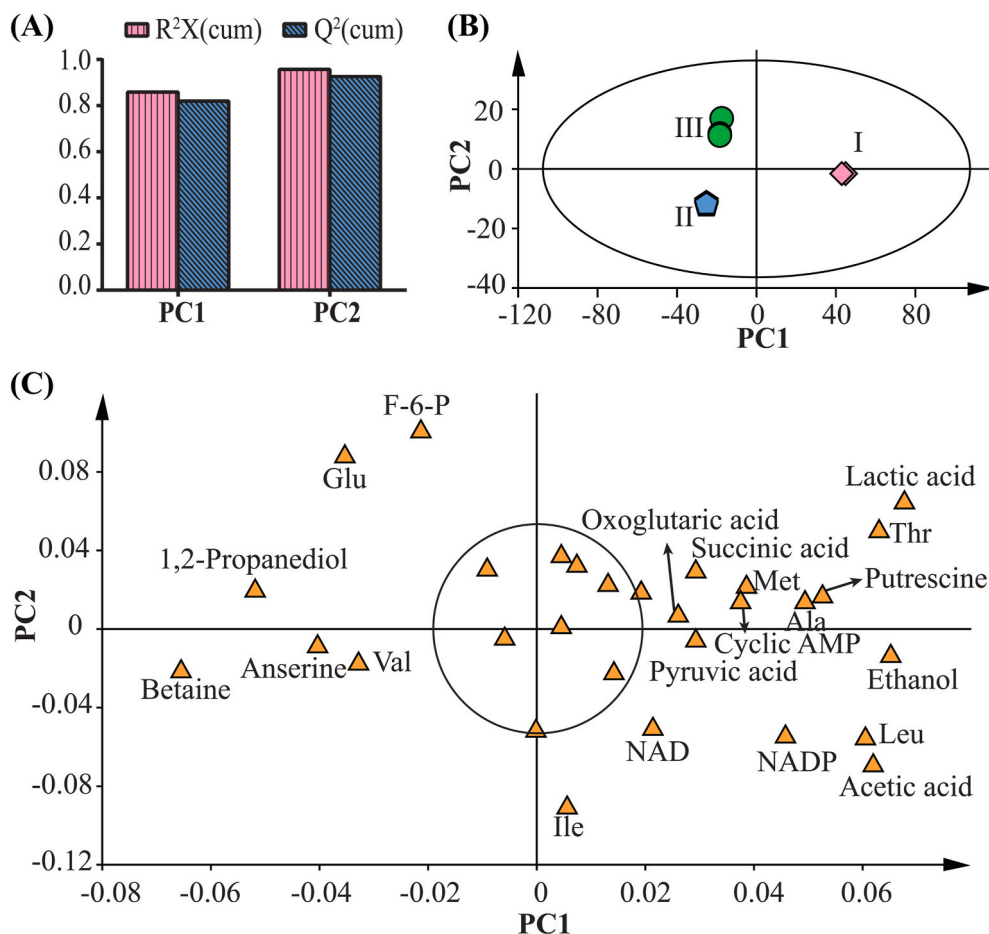 (A)
R²X(cum) Q²(cum)
1.0
0.8
0.6
0.4
0.2
0.0
PC1 PC2
(B)
PC2
20
0
-20
-40
III
I
II
-120 -80 -40 0 40 80
PC1
(C)
PC2
0.08
0.04
0
-0.04
-0.08
-0.12
F-6-P
Glu
Lactic acid
Oxoglutaric acid
Thr
Succinic acid
1,2-Propanediol
Met
Putrescine
Ala
Cyclic AMP
Anserine
Val
Pyruvic acid
Betaine
Ethanol
NAD
NADP
Leu
Acetic acid
Ile
-0.08 -0.06 -0.04 -0.02 0 0.02 0.04 0.06
PC1